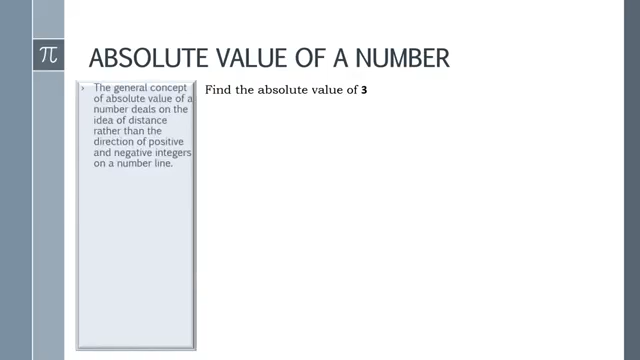 π
ABSOLUTE VALUE OF A NUMBER
› The general concept
of absolute value of a
number deals on the
idea of distance
rather than the
direction of positive
and negative integers
on a number line.
Find the absolute value of 3